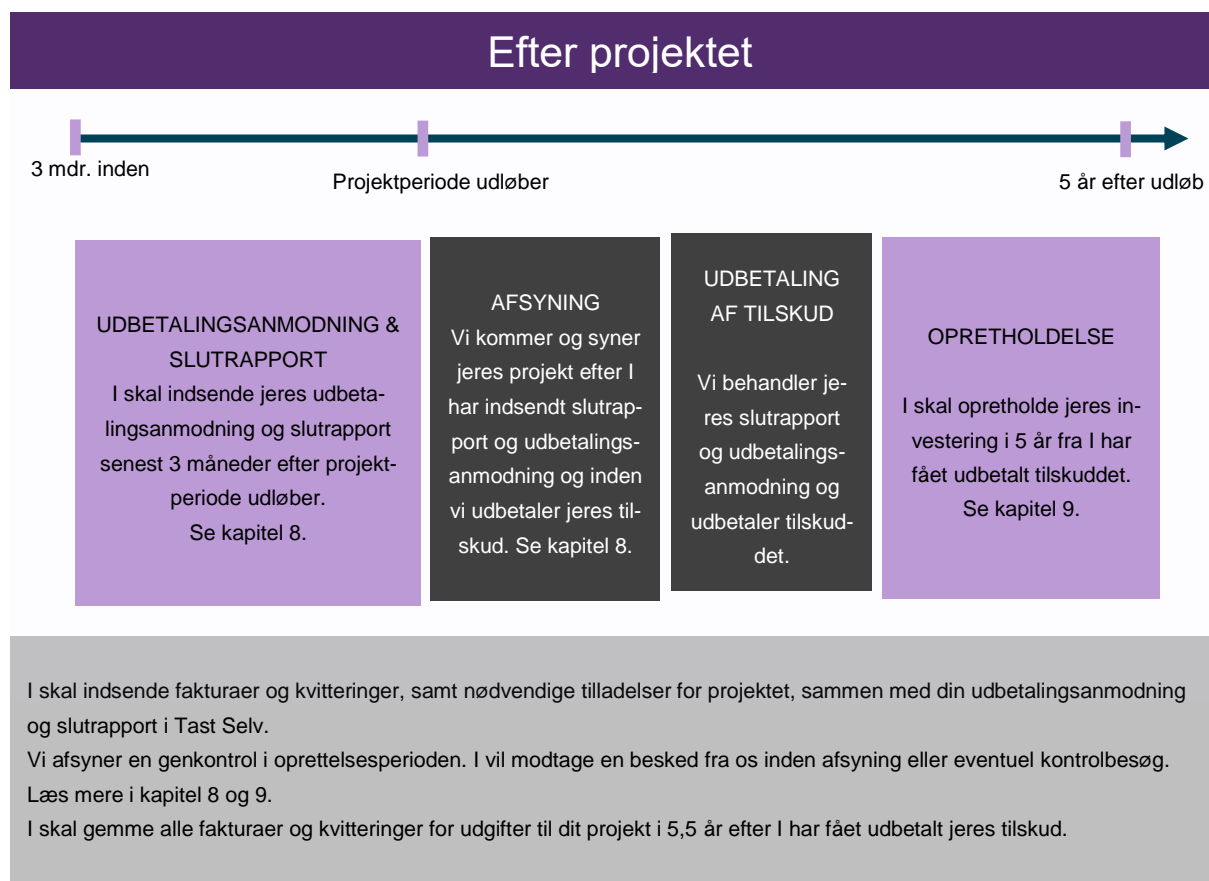 Efter projektet
3 mdr. inden
Projektperiode udløber
5 år efter udløb
UDBETALINGSANMODNING &
SLUTRAPPORT
I skal indsende jeres udbeta-
lingsanmodning og slutrapport
senest 3 måneder efter projekt-
periode udløber.
Se kapitel 8.
AFSYNING
Vi kommer og syner
jeres projekt efter I
har indsendt slutrap-
port og udbetalings-
anmodning og inden
vi udbetaler jeres til-
skud. Se kapitel 8.
UDBETALING
AF TILSKUD
Vi behandler je-
res slutrapport
og udbetalings-
anmodning og
udbetaler tilskud-
det.
OPRETHOLDELSE
I skal opretholde jeres in-
vestering i 5 år fra I har
fået udbetalt tilskuddet.
Se kapitel 9.
I skal indsende fakturaer og kvitteringer, samt nødvendige tilladelser for projektet, sammen med din udbetalingsanmodning
og slutrapport i Tast Selv.
Vi afsyner en genkontrol i oprettelsesperioden. I vil modtage en besked fra os inden afsyning eller eventuel kontrolbesøg.
Læs mere i kapitel 8 og 9.
I skal gemme alle fakturaer og kvitteringer for udgifter til dit projekt i 5,5 år efter I har fået udbetalt jeres tilskud.